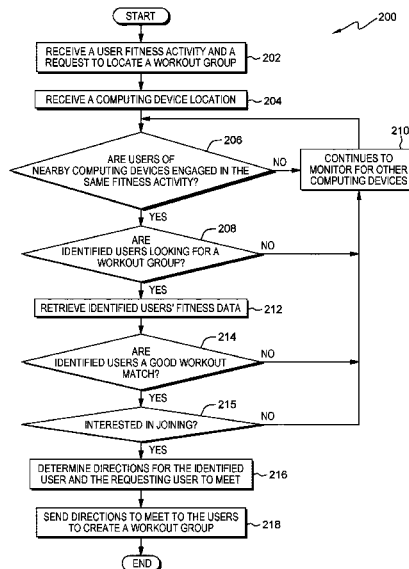 START
200
RECEIVE A USER FITNESS ACTIVITY AND A
REQUEST TO LOCATE A WORKOUT GROUP
202
RECEIVE A COMPUTING DEVICE LOCATION
204
206
ARE USERS OF
NEARBY COMPUTING DEVICES ENGAGED IN THE
SAME FITNESS ACTIVITY?
NO
210
CONTINUES TO
MONITOR FOR OTHER
COMPUTING DEVICES
YES
208
ARE
IDENTIFIED USERS LOOKING FOR A
WORKOUT GROUP?
NO
YES
RETRIEVE IDENTIFIED USERS' FITNESS DATA
212
214
ARE
IDENTIFIED USERS A GOOD WORKOUT
MATCH?
NO
YES
215
INTERESTED IN JOINING?
NO
YES
DETERMINE DIRECTIONS FOR THE IDENTIFIED
USER AND THE REQUESTING USER TO MEET
216
SEND DIRECTIONS TO MEET TO THE USERS
TO CREATE A WORKOUT GROUP
218
END